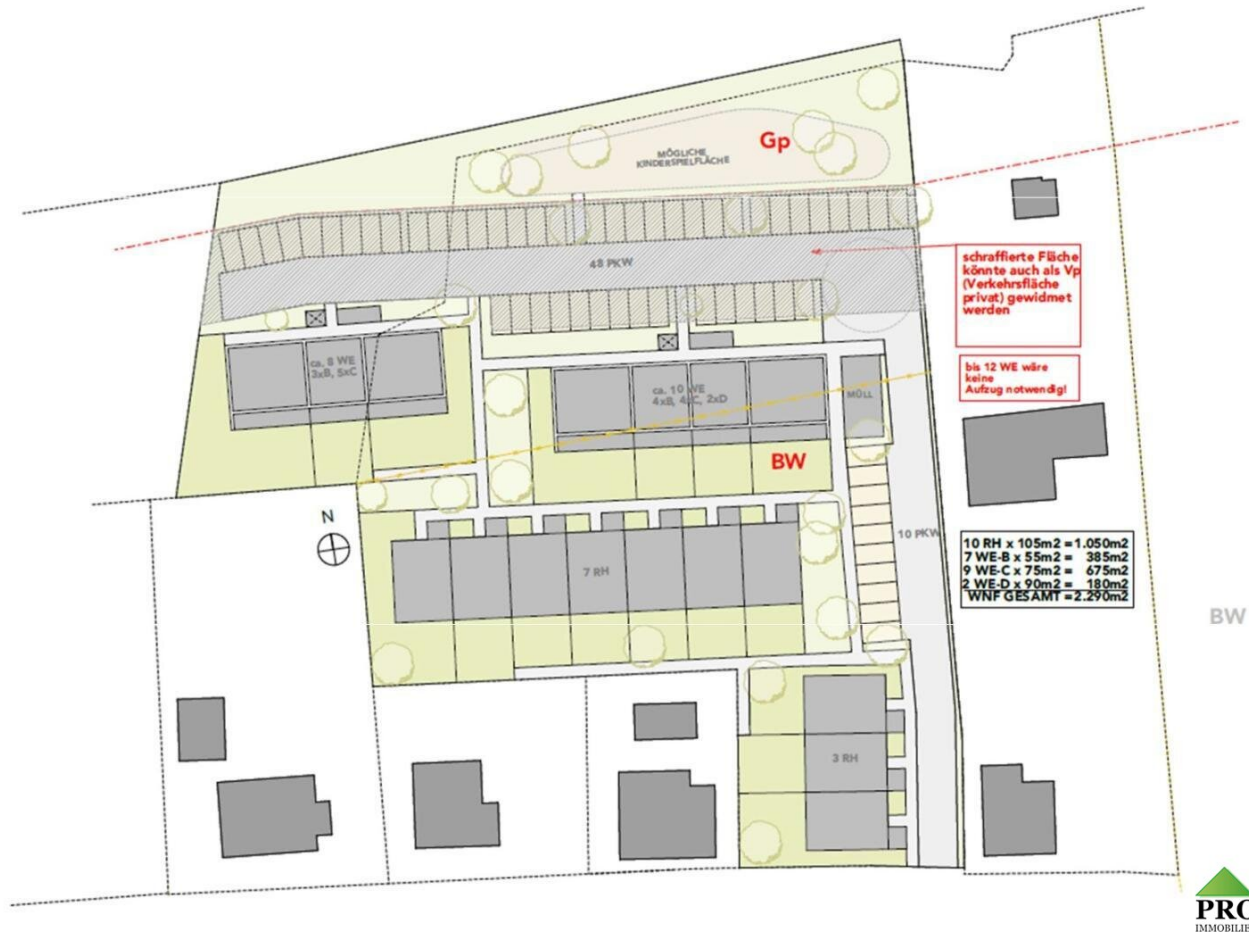 Gp
MÖGLICHE
KINDERSPIELFLÄCHE
48 PKW
schraffierte Fläche
könnte auch als Vp
(Verkehrsfläche
privat) gewidmet
werden
ca. 8 WE
3xB, 5xC
ca. 10 WE
4xB, 4xC, 2xD
MÜLL
bis 12 WE wäre
keine
Aufzug notwendig!
BW
N
7 RH
10 PKW
10 RH x 105m2 =1.050m2
7 WE-B x 55m2 = 385m2
9 WE-C x 75m2 = 675m2
2 WE-D x 90m2 = 180m2
WNF GESAMT =2.290m2
BW
3 RH
PRO
IMMOBILIE